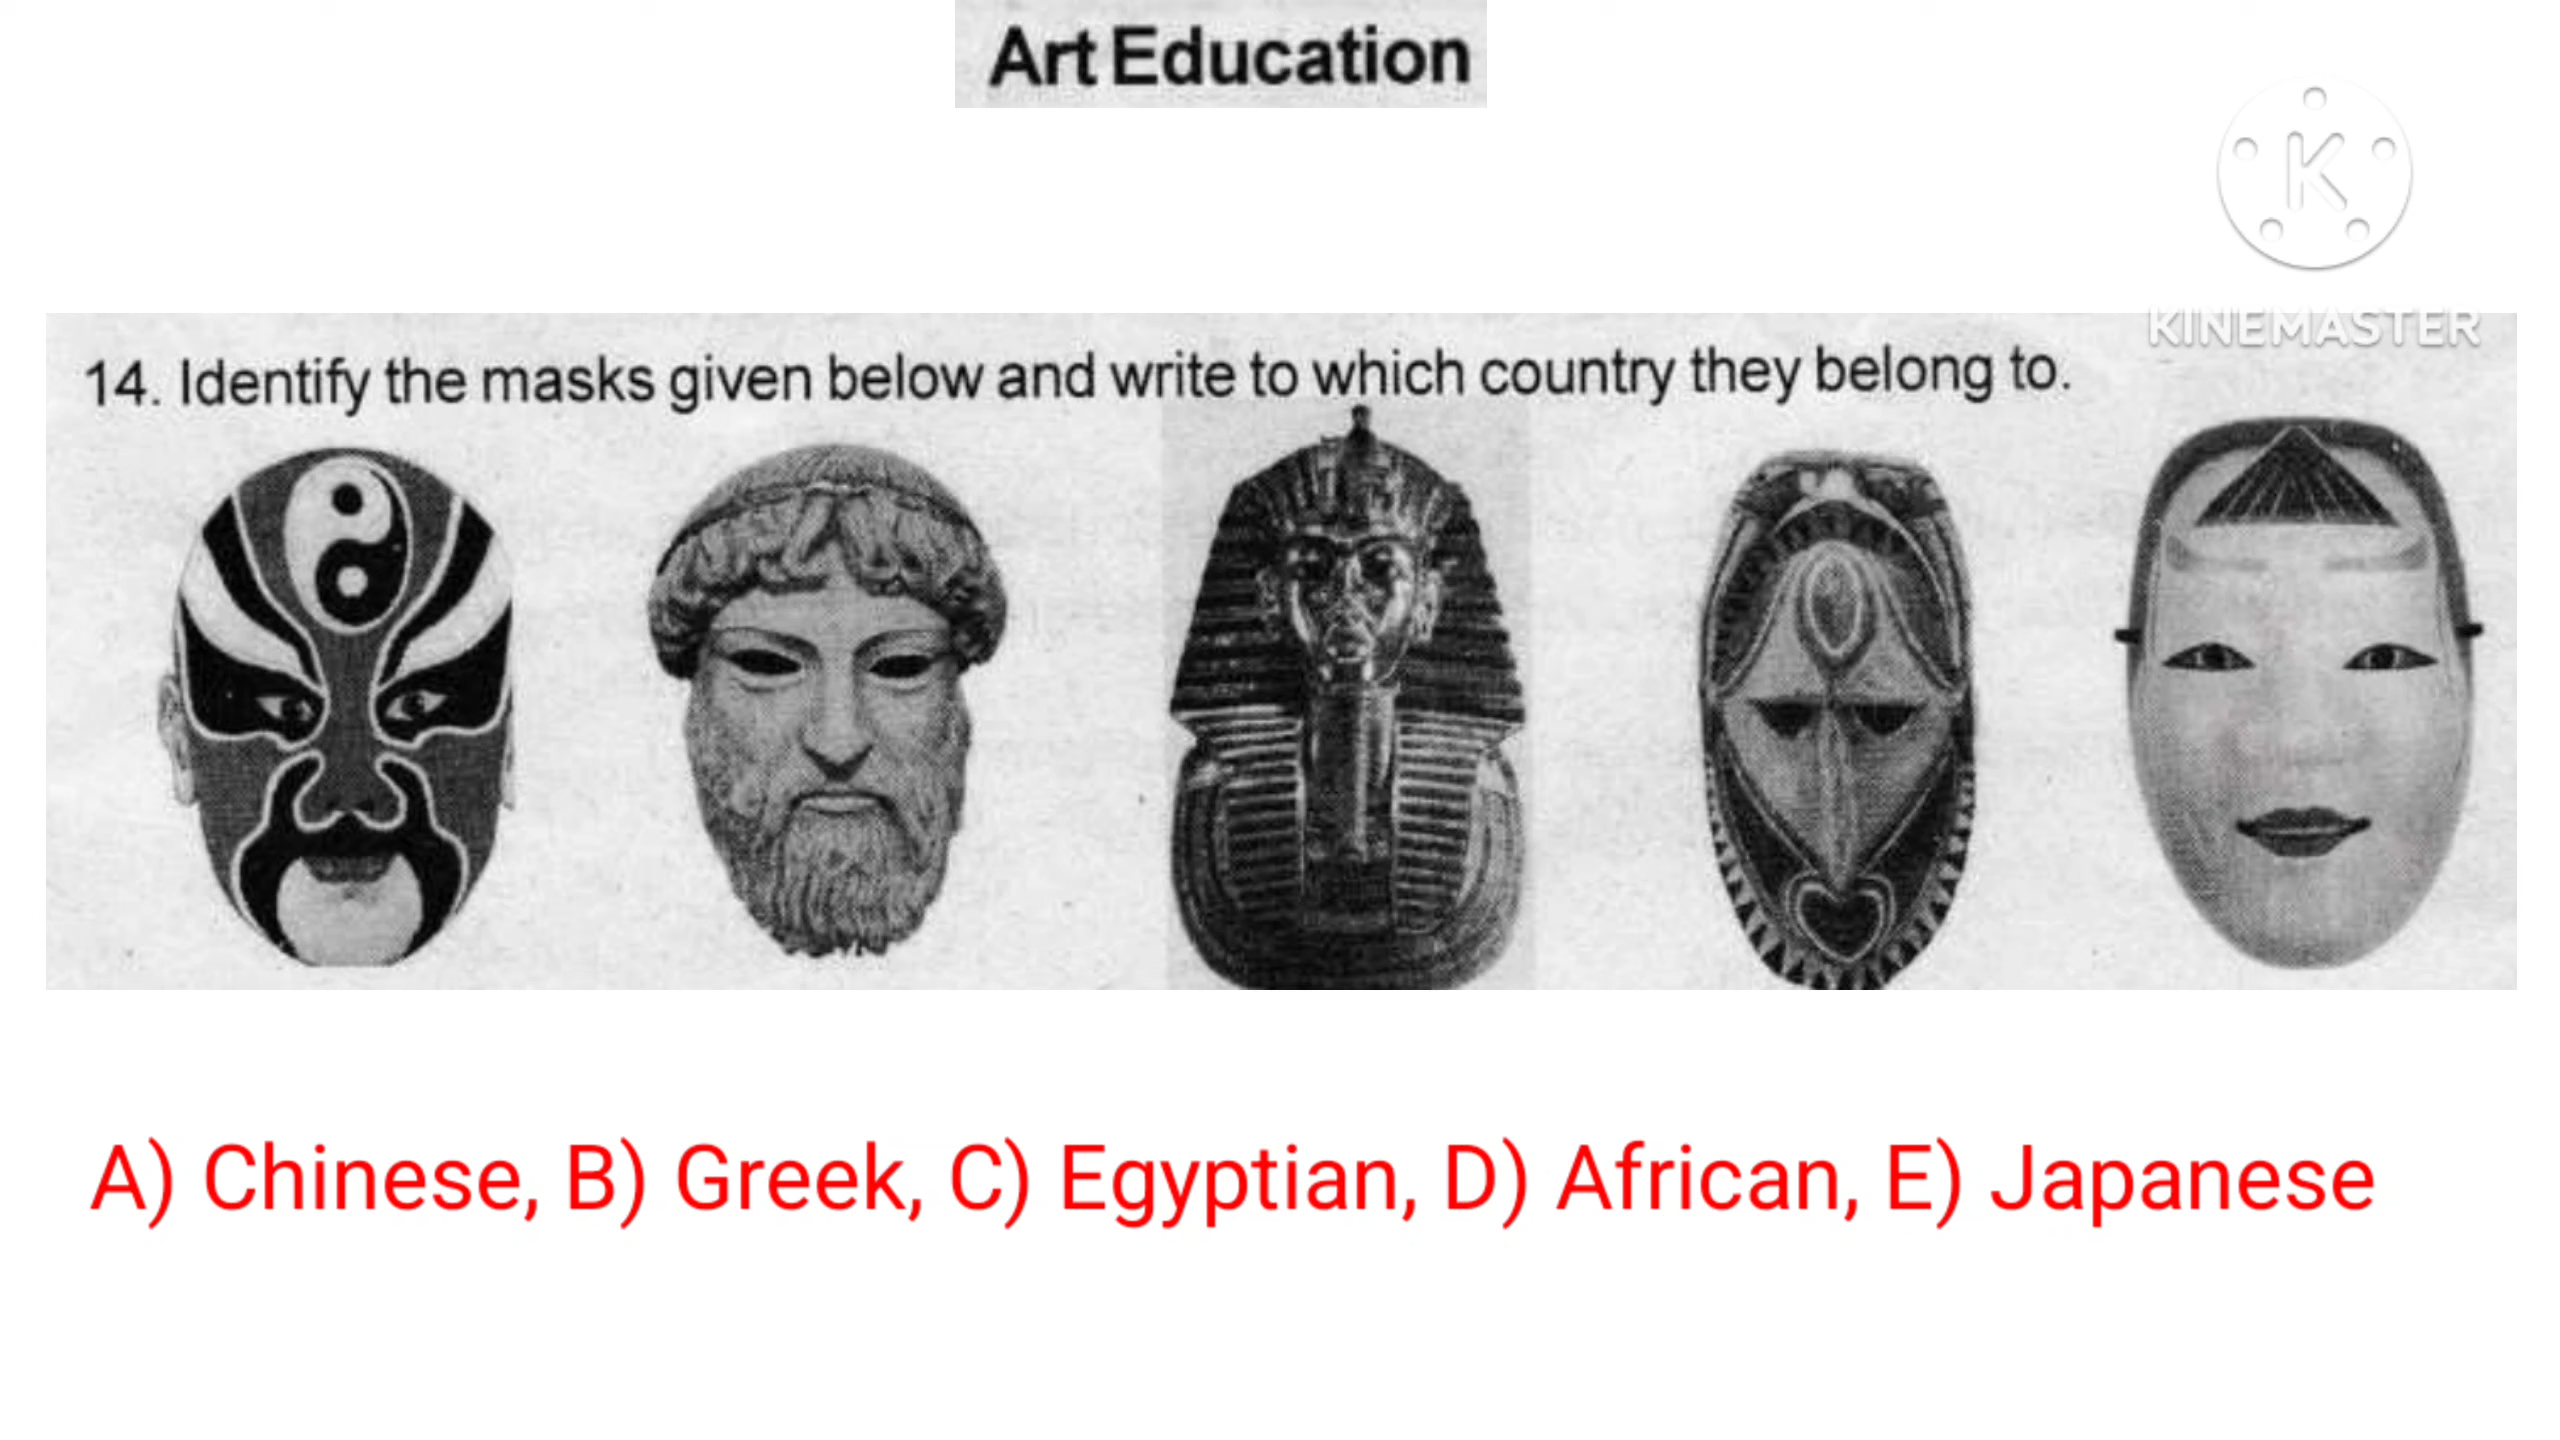 Art Education
K
KINEMASTER
14. Identify the masks given below and write to which country they belong to.
A) Chinese, B) Greek, C) Egyptian, D) African, E) Japanese